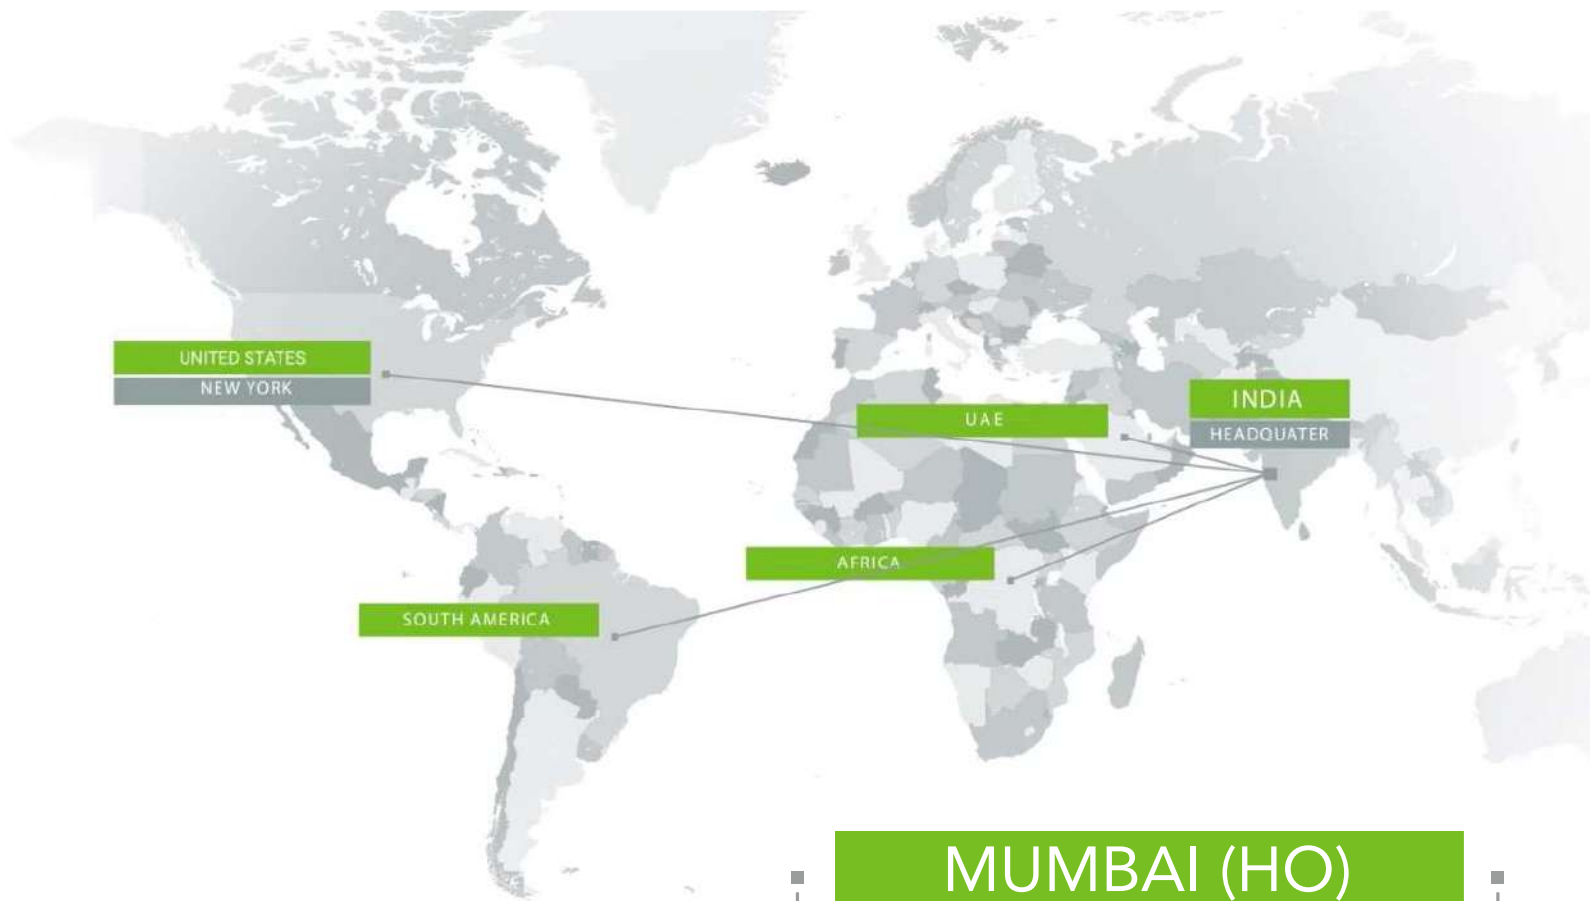 UNITED STATES
NEW YORK
INDIA
HEADQUATER
UAE
AFRICA
SOUTH AMERICA
MUMBAI (HO)